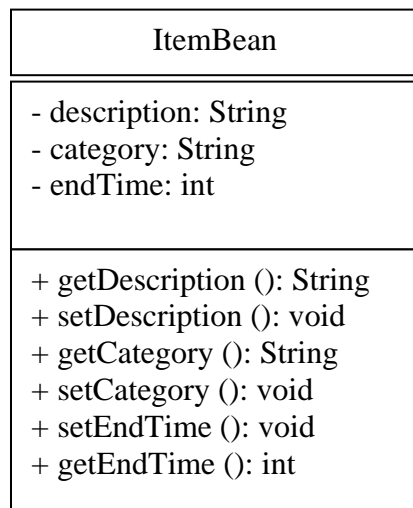 ItemBean
- description: String
- category: String
- endTime: int
+ getDescription (): String
+ setDescription (): void
+ getCategory (): String
+ setCategory (): void
+ setEndTime (): void
+ getEndTime (): int